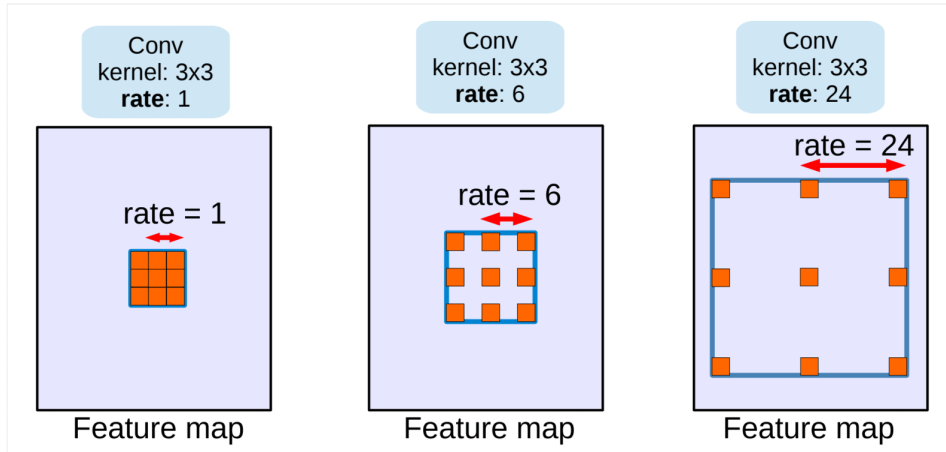 Conv
kernel: 3x3
rate: 1
rate = 1
Feature map
Conv
kernel: 3x3
rate: 6
rate = 6
Feature map
Conv
kernel: 3x3
rate: 24
rate = 24
Feature map